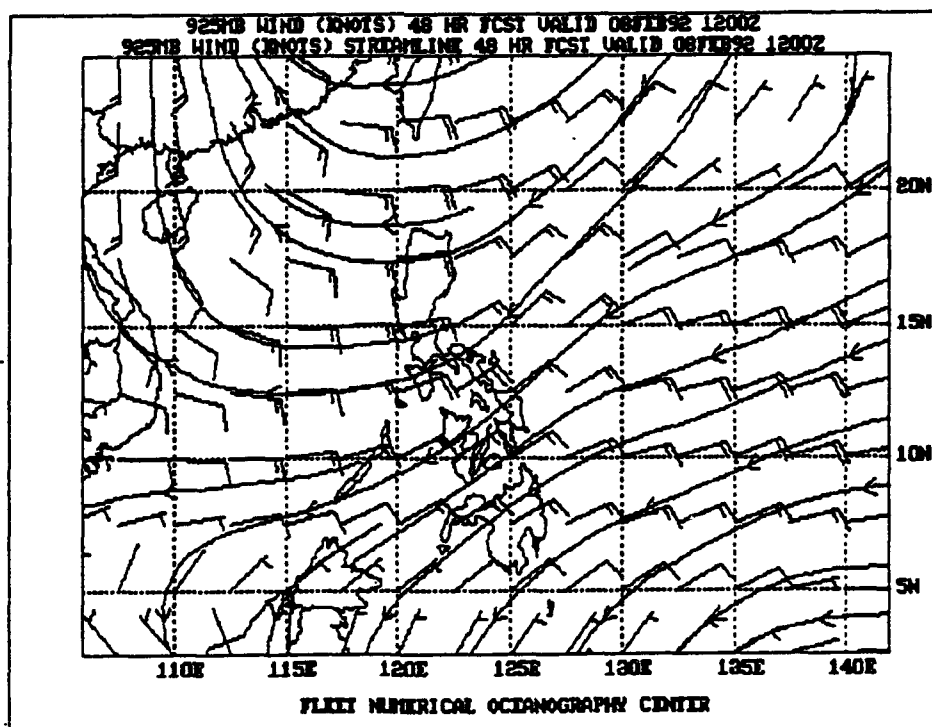 925MB WIND (KNOTS) 48 HR FCST VALID 08FEB92 1200Z
925MB WIND (KNOTS) STREAMLINE 48 HR FCST VALID 08FEB92 1200Z
20N
15N
10N
5N
110E 115E 120E 125E 130E 135E 140E
FLEET NUMERICAL OCEANOGRAPHY CENTER